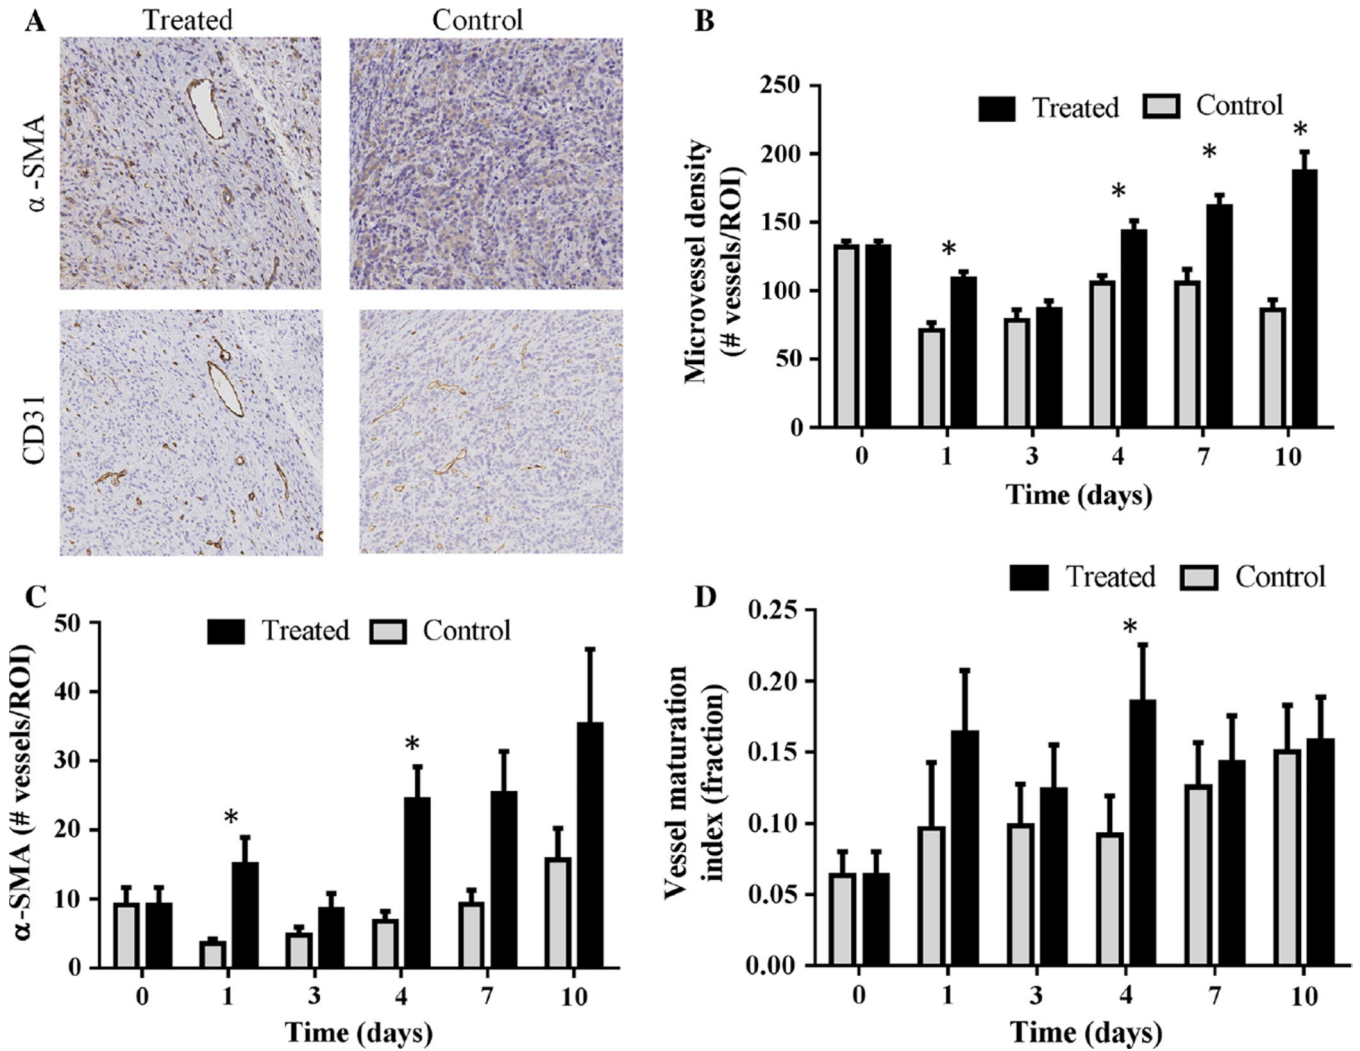 A
Treated
Control
α-SMA
CD31
B
Treated
Control
Microvessel density
(# vessels/ROI)
250
200
150
100
50
0
*
*
*
*
0
1
3
4
7
10
Time (days)
C
Treated
Control
α-SMA (# vessels/ROI)
50
40
30
20
10
0
*
*
0
1
3
4
7
10
Time (days)
D
Treated
Control
Vessel maturation
index (fraction)
0.25
0.20
0.15
0.10
0.05
0.00
*
0
1
3
4
7
10
Time (days)